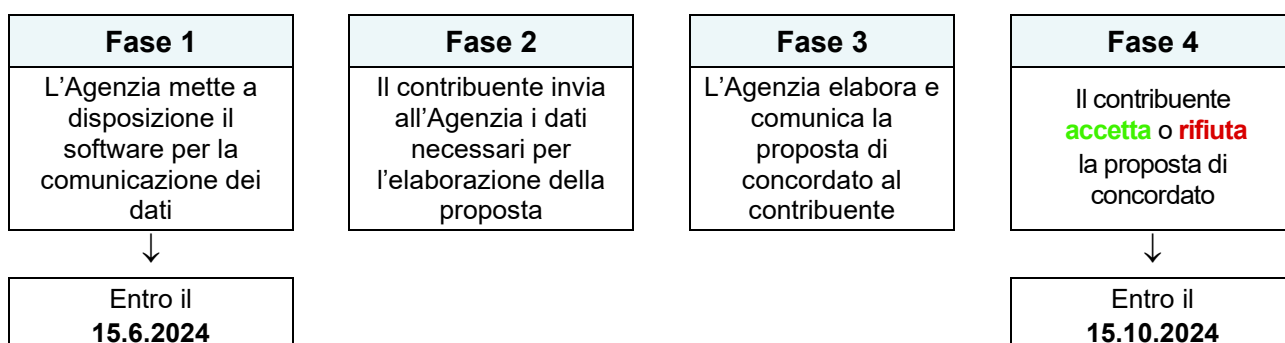 Fase 1
L'Agenzia mette a
disposizione il
software per la
comunicazione dei
dati
↓
Entro il
15.6.2024
Fase 2
Il contribuente invia
all'Agenzia i dati
necessari per
l'elaborazione della
proposta
Fase 3
L'Agenzia elabora e
comunica la
proposta di
concordato al
contribuente
Fase 4
Il contribuente
accetta o rifiuta
la proposta di
concordato
↓
Entro il
15.10.2024